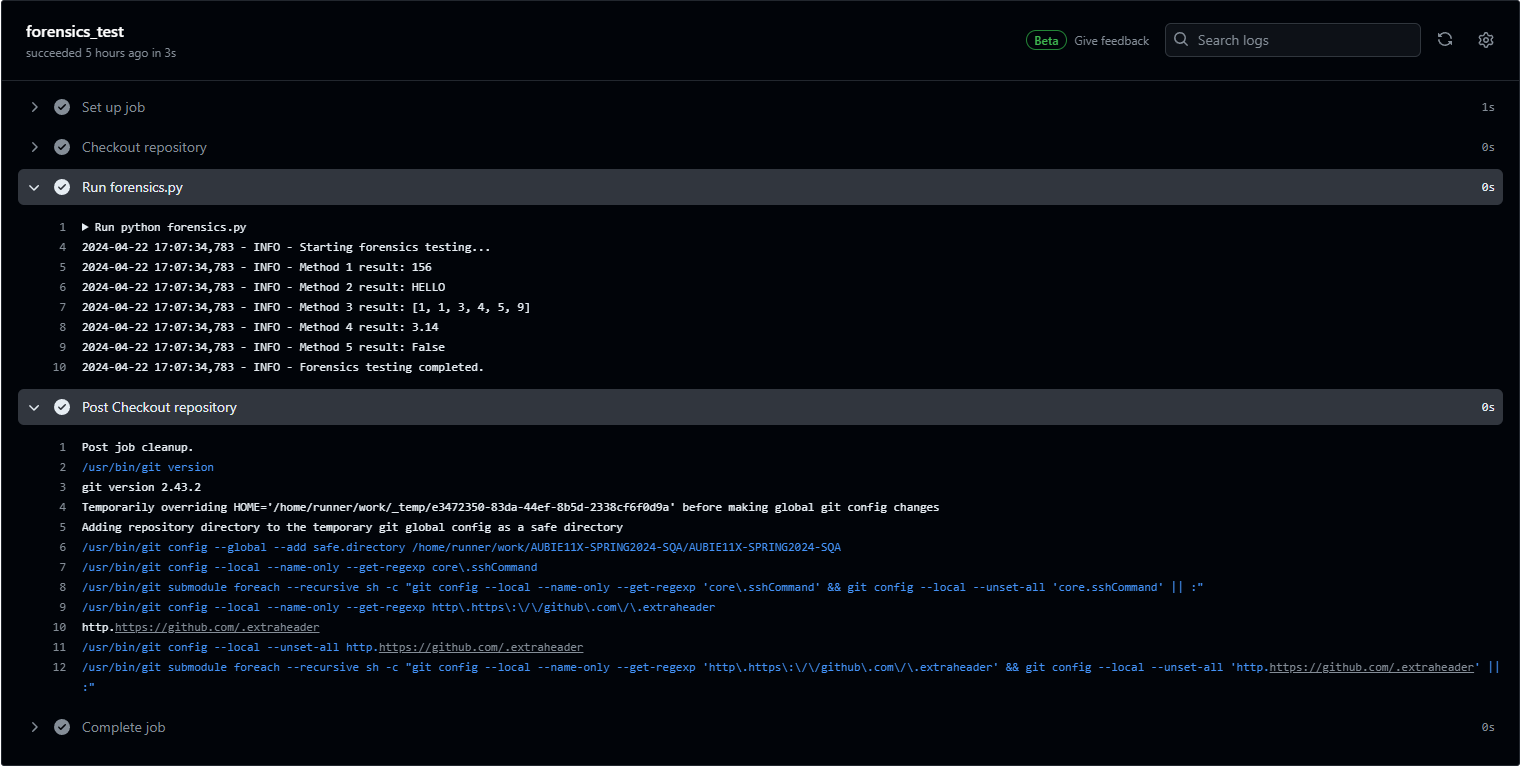 forensics_test
succeeded 5 hours ago in 3s
Beta Give feedback Search logs
Set up job 1s
Checkout repository 0s
Run forensics.py 0s
1 Run python forensics.py
4 2024-04-22 17:07:34,783 - INFO - Starting forensics testing...
5 2024-04-22 17:07:34,783 - INFO - Method 1 result: 156
6 2024-04-22 17:07:34,783 - INFO - Method 2 result: HELLO
7 2024-04-22 17:07:34,783 - INFO - Method 3 result: [1, 1, 3, 4, 5, 9]
8 2024-04-22 17:07:34,783 - INFO - Method 4 result: 3.14
9 2024-04-22 17:07:34,783 - INFO - Method 5 result: False
10 2024-04-22 17:07:34,783 - INFO - Forensics testing completed.
Post Checkout repository 0s
1 Post job cleanup.
2 /usr/bin/git version
3 git version 2.43.2
4 Temporarily overriding HOME='/home/runner/work/_temp/e3472350-83da-44ef-8b5d-2338cf6f0d9a' before making global git config changes
5 Adding repository directory to the temporary git global config as a safe directory
6 /usr/bin/git config --global --add safe.directory /home/runner/work/AUBIE11X-SPRING2024-SQA/AUBIE11X-SPRING2024-SQA
7 /usr/bin/git config --local --name-only --get-regexp core\.sshCommand
8 /usr/bin/git submodule foreach --recursive sh -c "git config --local --name-only --get-regexp 'core\.sshCommand' && git config --local --unset-all 'core.sshCommand' || :"
9 /usr/bin/git config --local --name-only --get-regexp http\.https\:\/\/github\.com\/\.extraheader
10 http.https://github.com/.extraheader
11 /usr/bin/git config --local --unset-all http.https://github.com/.extraheader
12 /usr/bin/git submodule foreach --recursive sh -c "git config --local --name-only --get-regexp 'http\.https\:\/\/github\.com\/\.extraheader' && git config --local --unset-all 'http.https://github.com/.extraheader' ||
:"
Complete job 0s